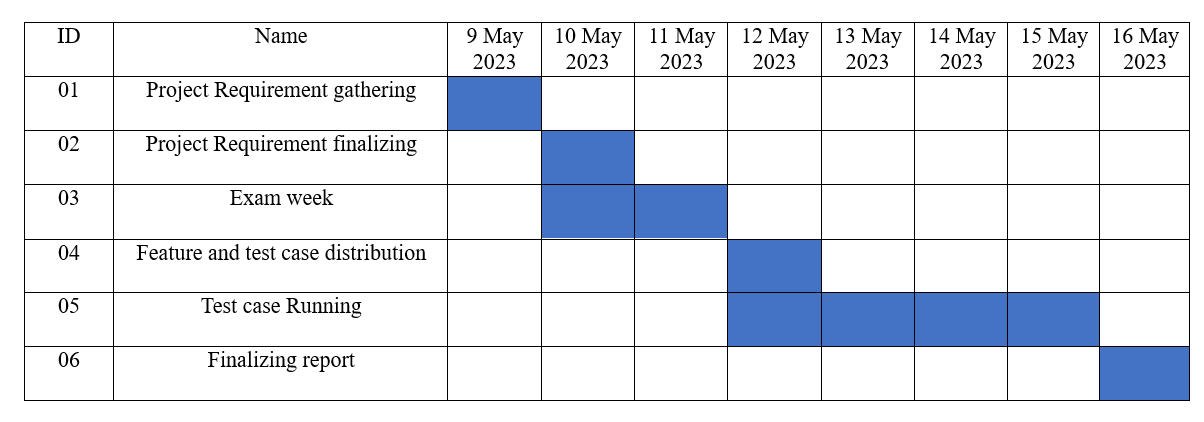 ID Name 9 May 10 May 11 May 12 May 13 May 14 May 15 May 16 May
2023 2023 2023 2023 2023 2023 2023 2023
01 Project Requirement gathering
02 Project Requirement finalizing
03 Exam week
04 Feature and test case distribution
05 Test case Running
06 Finalizing report